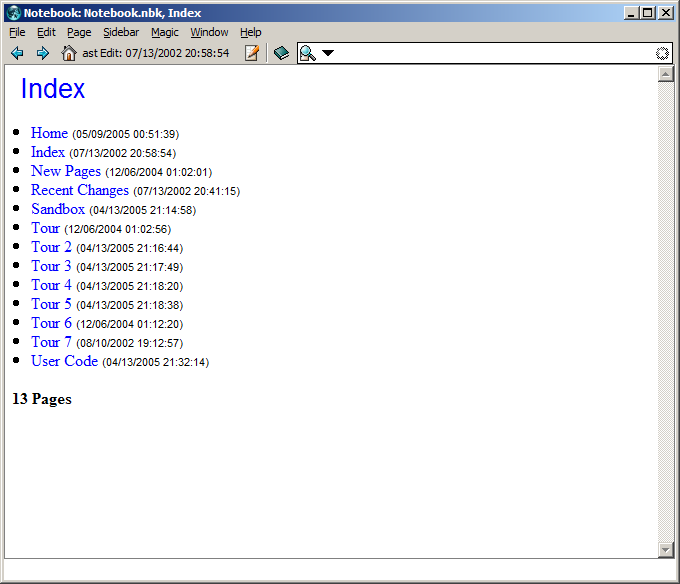 Notebook: Notebook.nbk, Index
File Edit Page Sidebar Magic Window Help
ast Edit: 07/13/2002 20:58:54
Index
Home (05/09/2005 00:51:39)
Index (07/13/2002 20:58:54)
New Pages (12/06/2004 01:02:01)
Recent Changes (07/13/2002 20:41:15)
Sandbox (04/13/2005 21:14:58)
Tour (12/06/2004 01:02:56)
Tour 2 (04/13/2005 21:16:44)
Tour 3 (04/13/2005 21:17:49)
Tour 4 (04/13/2005 21:18:20)
Tour 5 (04/13/2005 21:18:38)
Tour 6 (12/06/2004 01:12:20)
Tour 7 (08/10/2002 19:12:57)
User Code (04/13/2005 21:32:14)
13 Pages